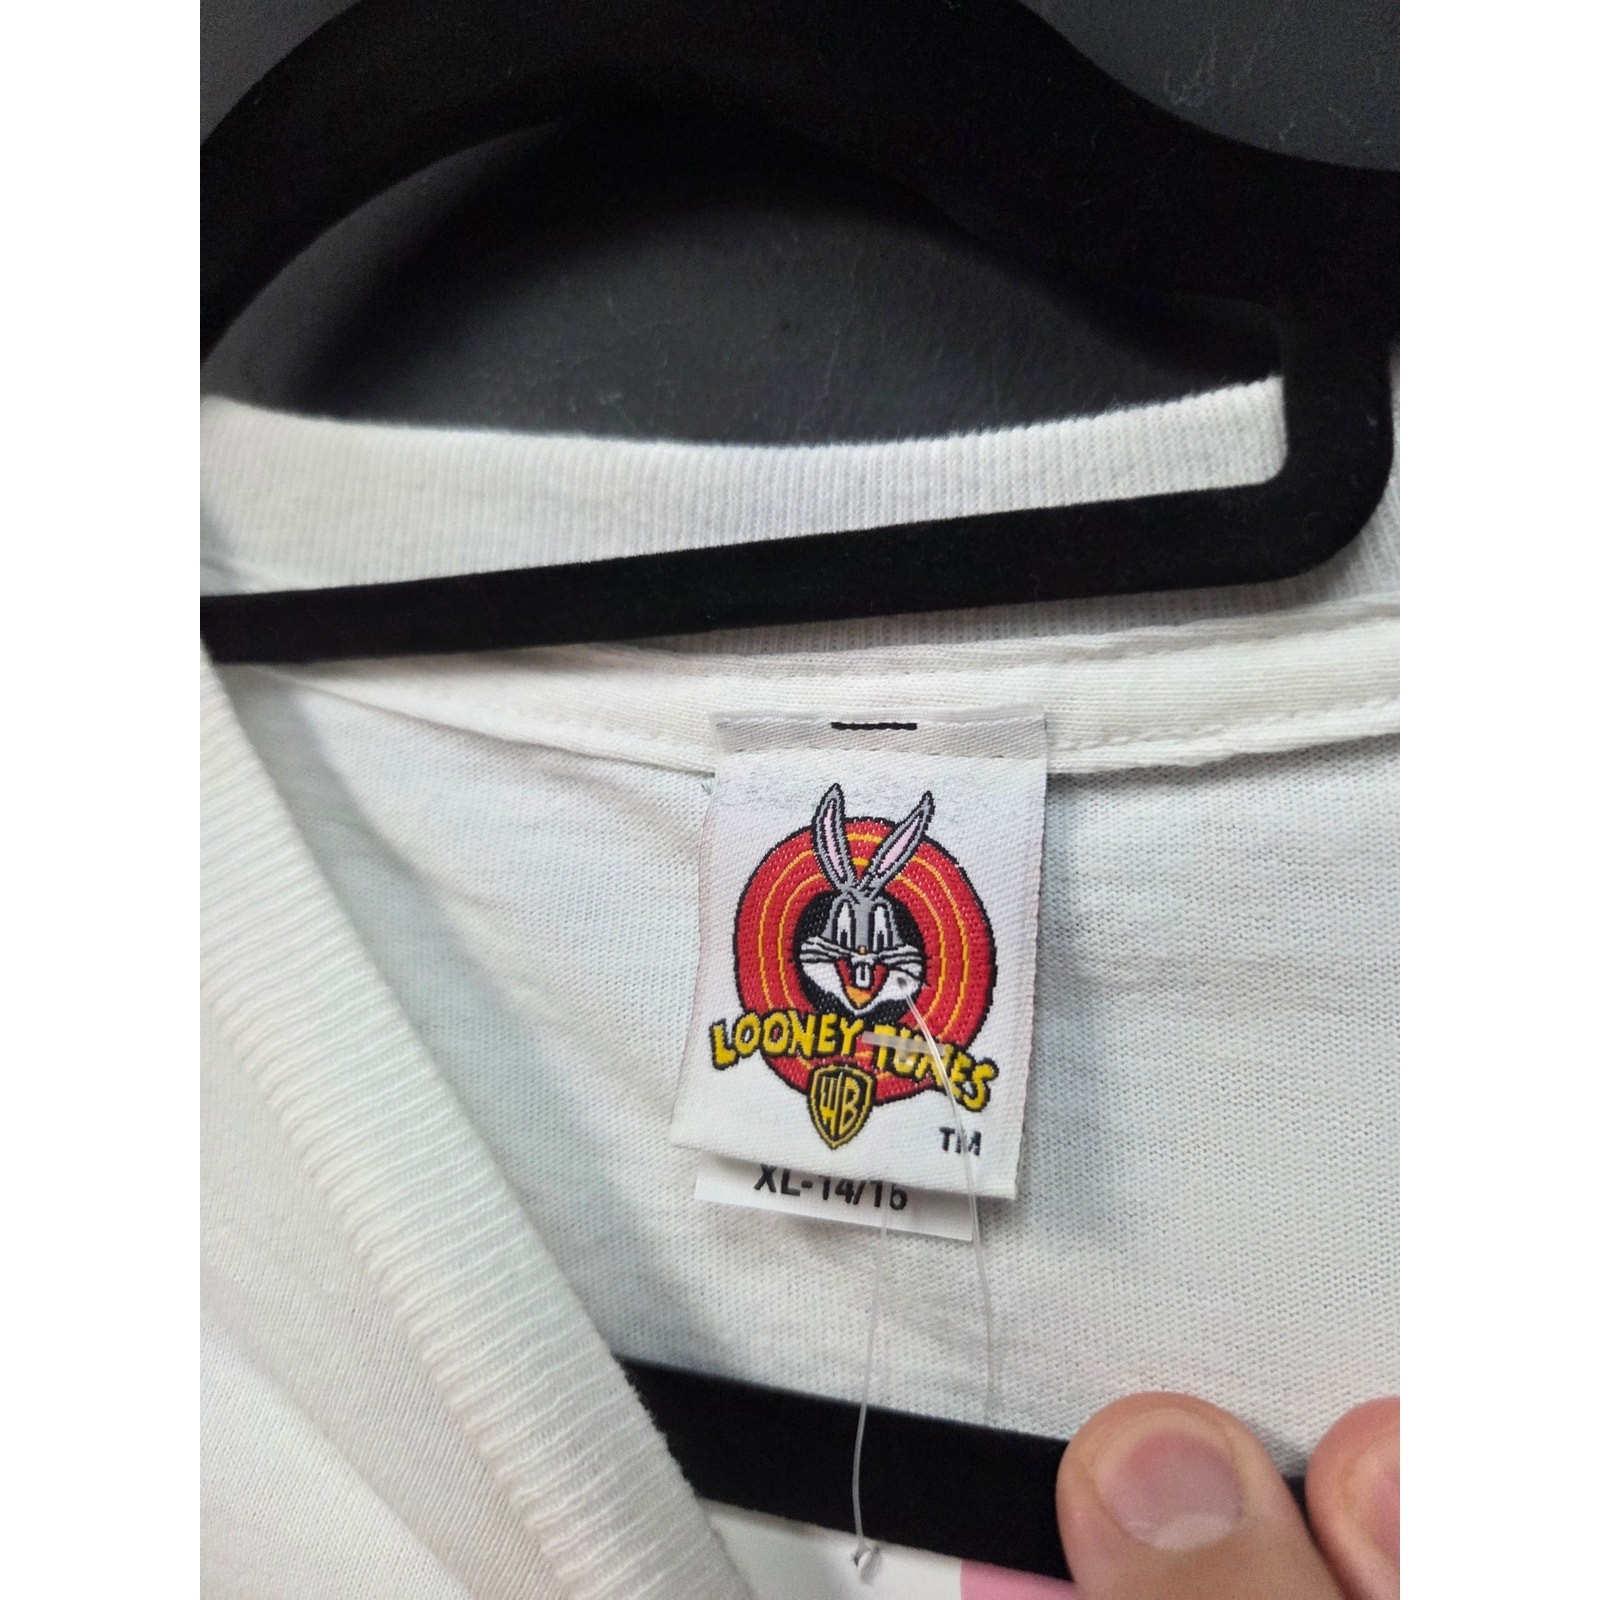 LOONEY TUNES
WB
TM
XL-14/16